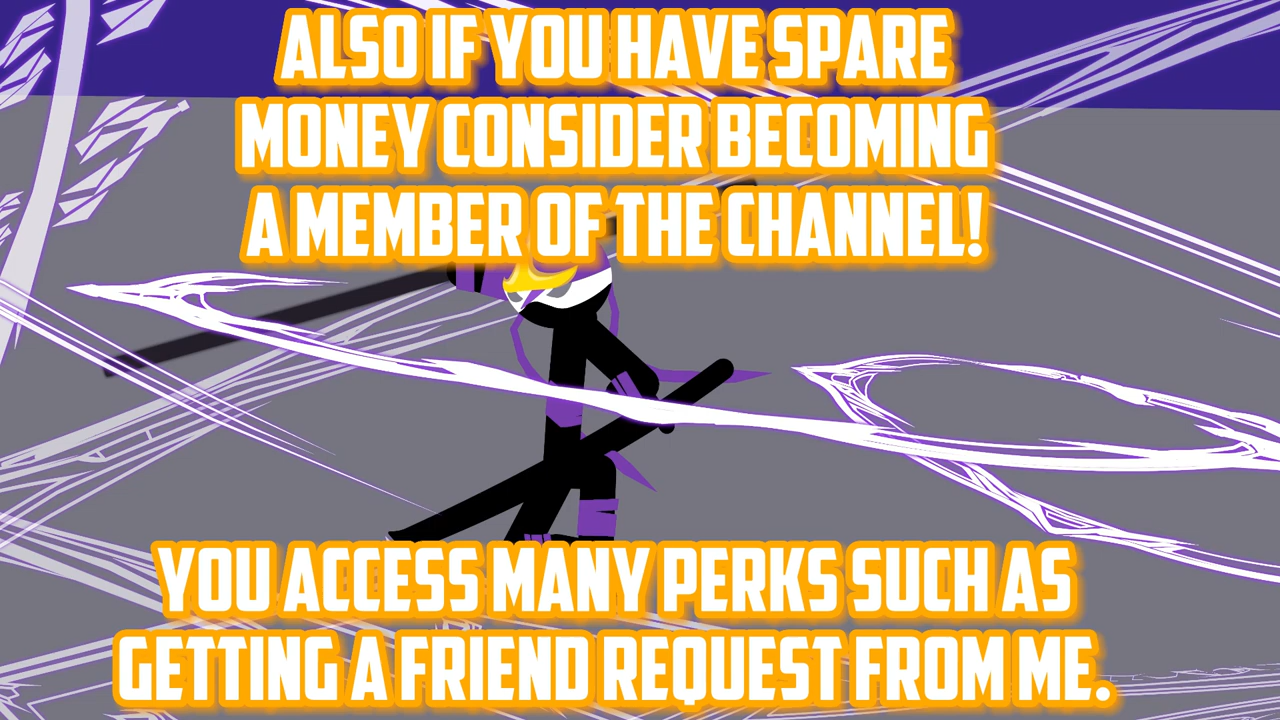 ALSO IF YOU HAVE SPARE
MONEY CONSIDER BECOMING
A MEMBER OF THE CHANNEL!
YOU ACCESS MANY PERKS SUCH AS
GETTING A FRIEND REQUEST FROM ME.